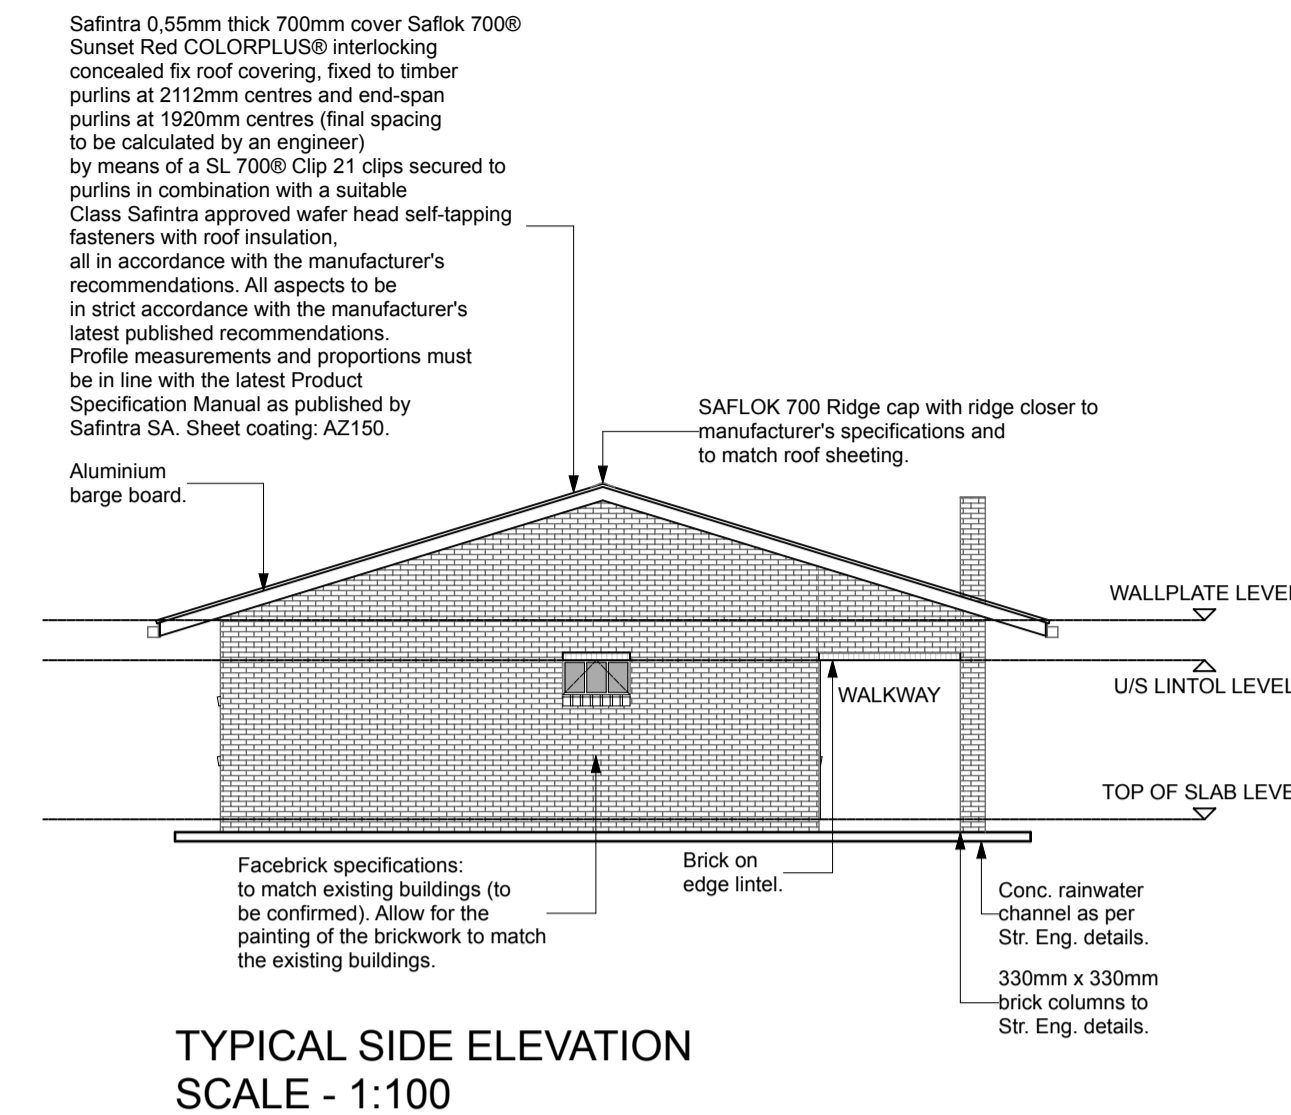 Safintra 0,55mm thick 700mm cover Saflok 700®
Sunset Red COLORPLUS® interlocking
concealed fix roof covering, fixed to timber
purlins at 2112mm centres and end-span
purlins at 1920mm centres (final spacing
to be calculated by an engineer)
by means of a SL 700® Clip 21 clips secured to
purlins in combination with a suitable
Class Safintra approved wafer head self-tapping
fasteners with roof insulation,
all in accordance with the manufacturer's
recommendations. All aspects to be
in strict accordance with the manufacturer's
latest published recommendations.
Profile measurements and proportions must
be in line with the latest Product
Specification Manual as published by
Safintra SA. Sheet coating: AZ150.
SAFLOK 700 Ridge cap with ridge closer to
manufacturer's specifications and
to match roof sheeting.
Aluminium
barge board.
WALLPLATE LEVEL
U/S LINTOL LEVEL
WALKWAY
TOP OF SLAB LEVE
Facebrick specifications:
to match existing buildings (to
be confirmed). Allow for the
painting of the brickwork to match
the existing buildings.
Brick on
edge lintel.
Conc. rainwater
channel as per
Str. Eng. details.
330mm x 330mm
brick columns to
Str. Eng. details.
TYPICAL SIDE ELEVATION
SCALE - 1:100